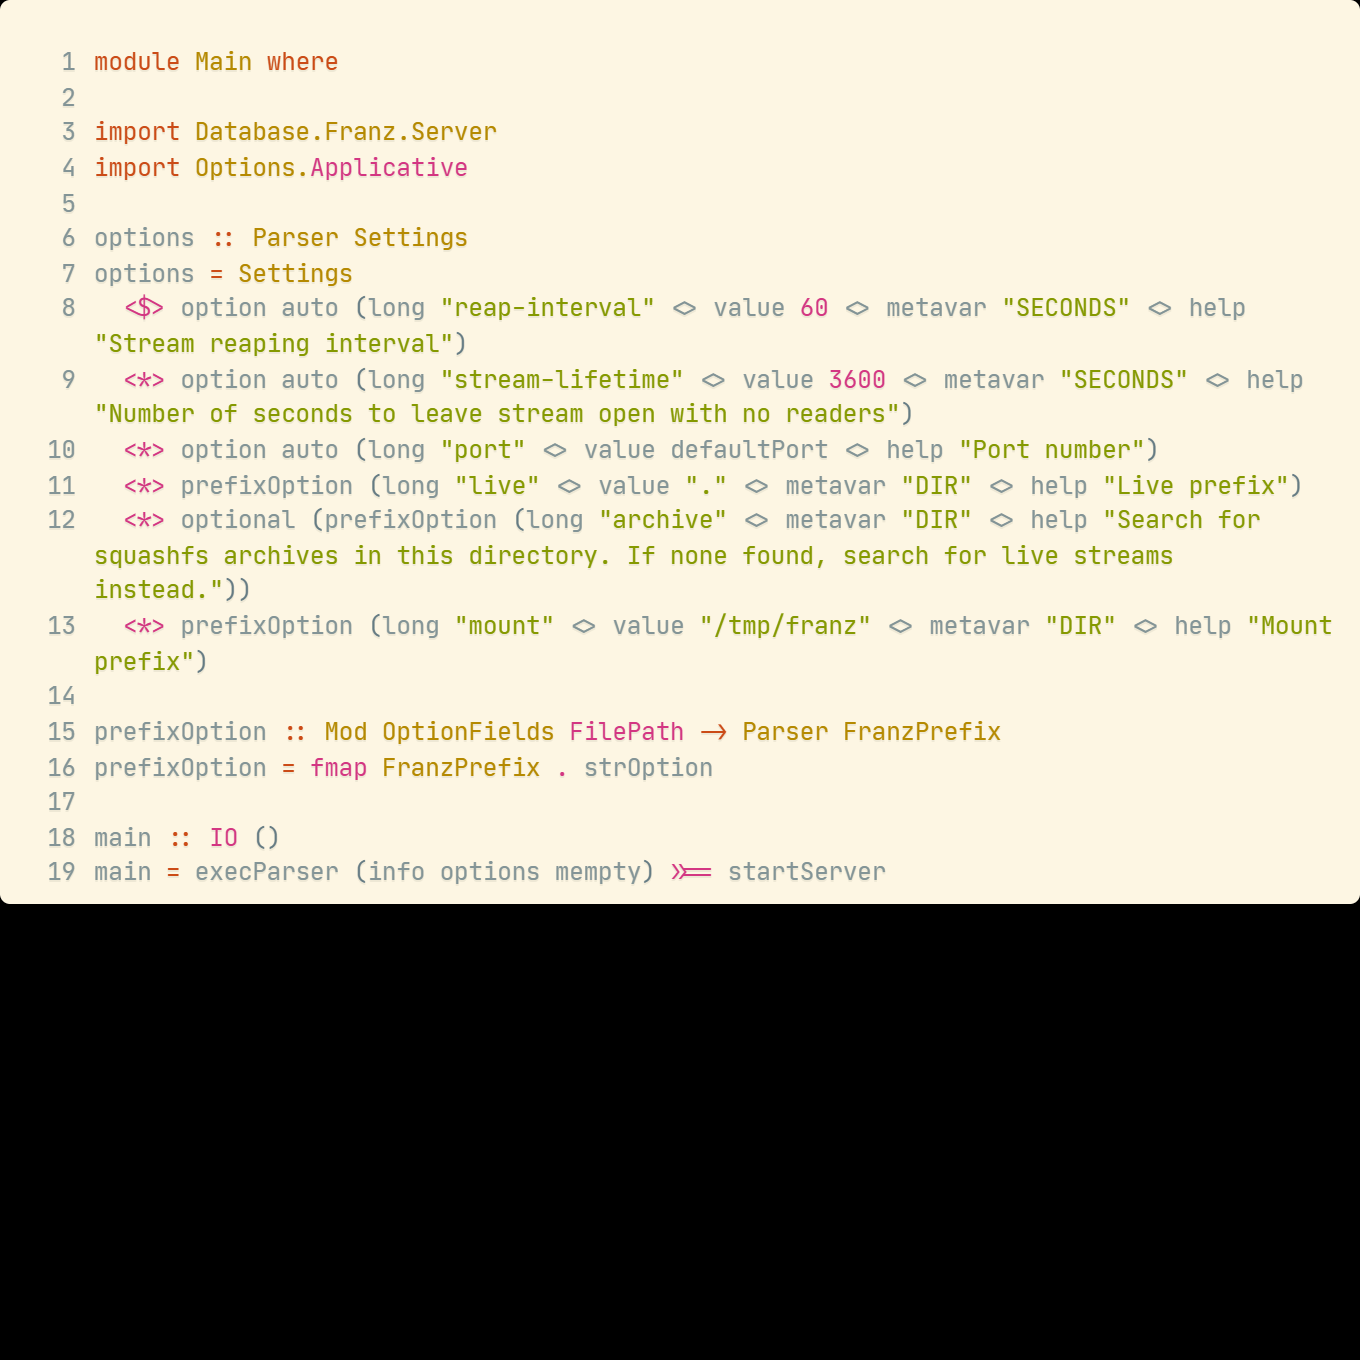 1 module Main where
2
3 import Database.Franz.Server
4 import Options.Applicative
5
6 options :: Parser Settings
7 options = Settings
8   <$> option auto (long "reap-interval" <> value 60 <> metavar "SECONDS" <> help
"Stream reaping interval")
9   <*> option auto (long "stream-lifetime" <> value 3600 <> metavar "SECONDS" <> help
"Number of seconds to leave stream open with no readers")
10   <*> option auto (long "port" <> value defaultPort <> help "Port number")
11   <*> prefixOption (long "live" <> value "." <> metavar "DIR" <> help "Live prefix")
12   <*> optional (prefixOption (long "archive" <> metavar "DIR" <> help "Search for
squashfs archives in this directory. If none found, search for live streams
instead."))
13   <*> prefixOption (long "mount" <> value "/tmp/franz" <> metavar "DIR" <> help "Mount
prefix")
14
15 prefixOption :: Mod OptionFields FilePath -> Parser FranzPrefix
16 prefixOption = fmap FranzPrefix . strOption
17
18 main :: IO ()
19 main = execParser (info options mempty) >>= startServer